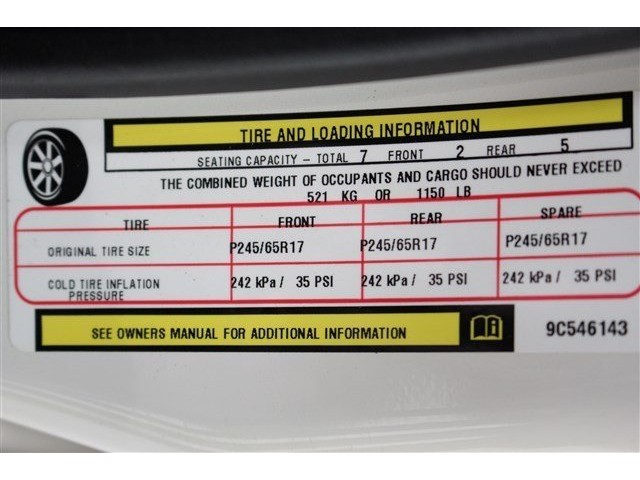 TIRE AND LOADING INFORMATION
SEATING CAPACITY – TOTAL 7 FRONT 2 REAR 5
THE COMBINED WEIGHT OF OCCUPANTS AND CARGO SHOULD NEVER EXCEED
521 KG OR 1150 LB
TIRE FRONT REAR SPARE
ORIGINAL TIRE SIZE P245/65R17 P245/65R17 P245/65R17
COLD TIRE INFLATION 242 kPa / 35 PSI 242 kPa / 35 PSI 242 kPa / 35 PSI
PRESSURE
SEE OWNERS MANUAL FOR ADDITIONAL INFORMATION 9C546143